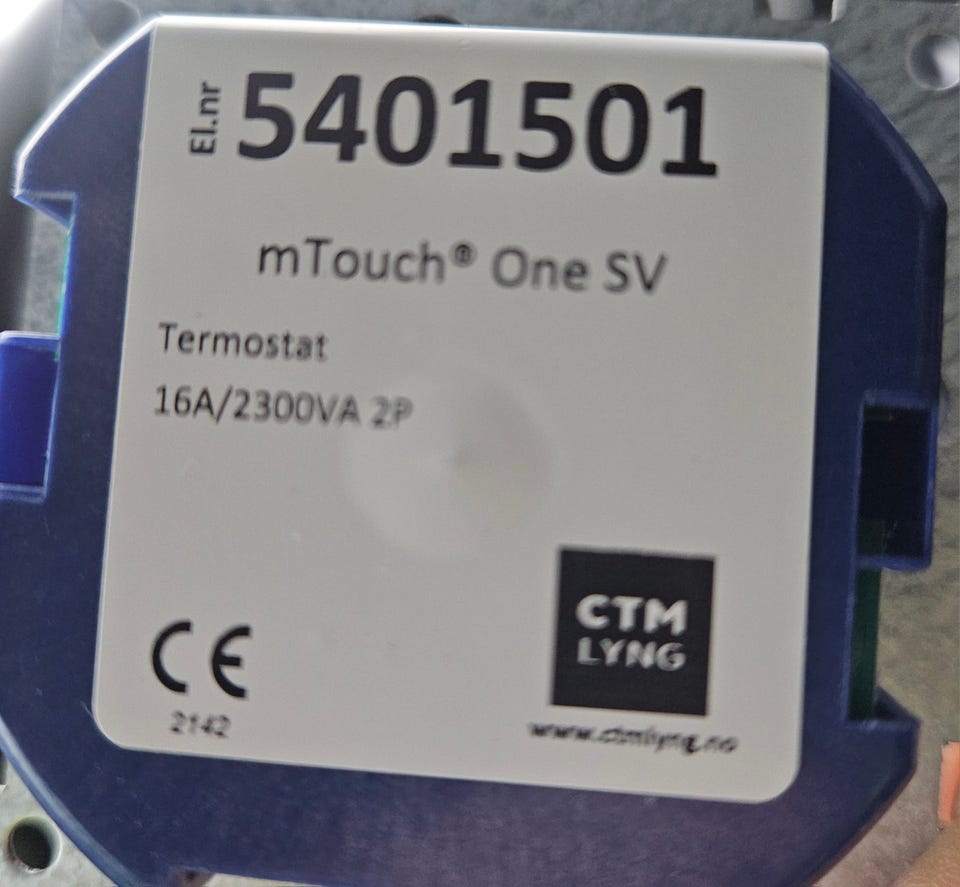 El.nr 5401501
mTouch® One SV
Termostat
16A/2300VA 2P
CE
2142
CTM
LYNG
www.ctmlyng.no